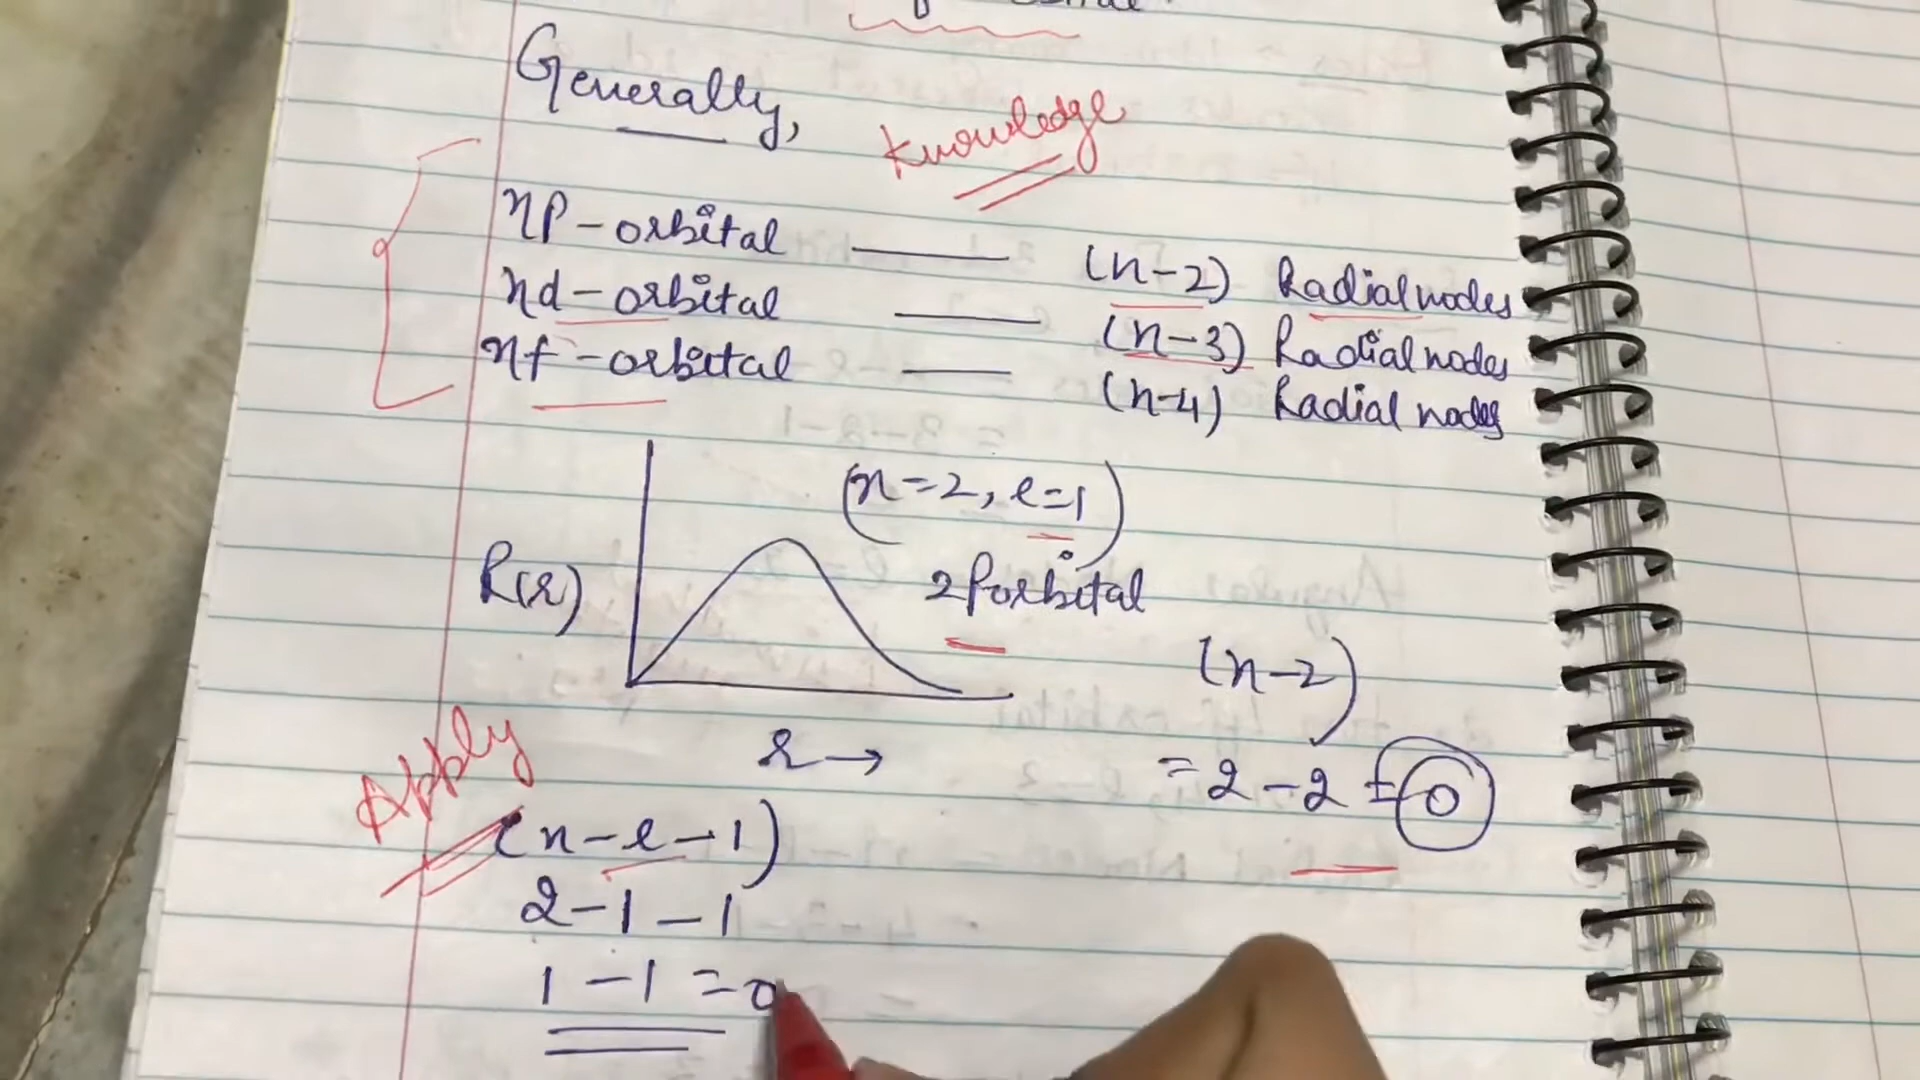 Generally,
Knowledge
np-orbital —— (n-2) Radial nodes
nd-orbital —— (n-3) Radial nodes
nf-orbital —— (n-4) Radial nodes
(n=2, l=1)
R(r)
2P orbital
(n-2)
r →
= 2-2 = 0
Apply
(n-l-1)
2-1-1
1-1=0